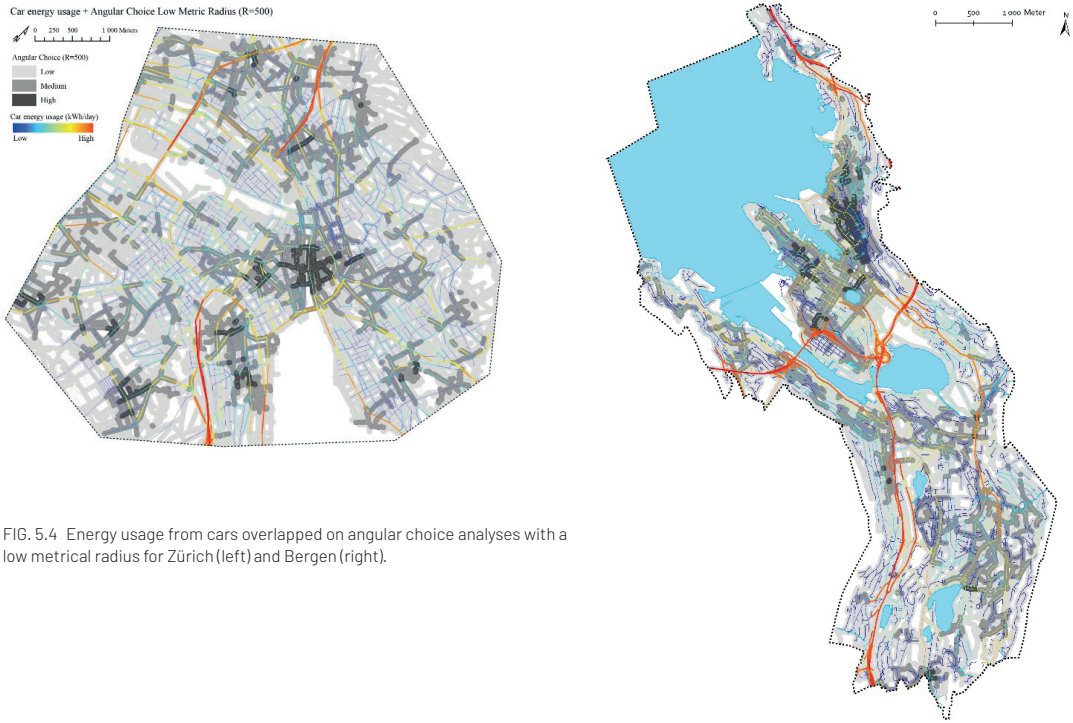 Car energy usage + Angular Choice Low Metric Radius (R=500)
0 250 500 1 000 Meters
Angular Choice (R=500)
Low
Medium
High
Car energy usage (kWh/day)
Low High
0 500 1 000 Meter
N
FIG. 5.4 Energy usage from cars overlapped on angular choice analyses with a
low metrical radius for Zürich (left) and Bergen (right).